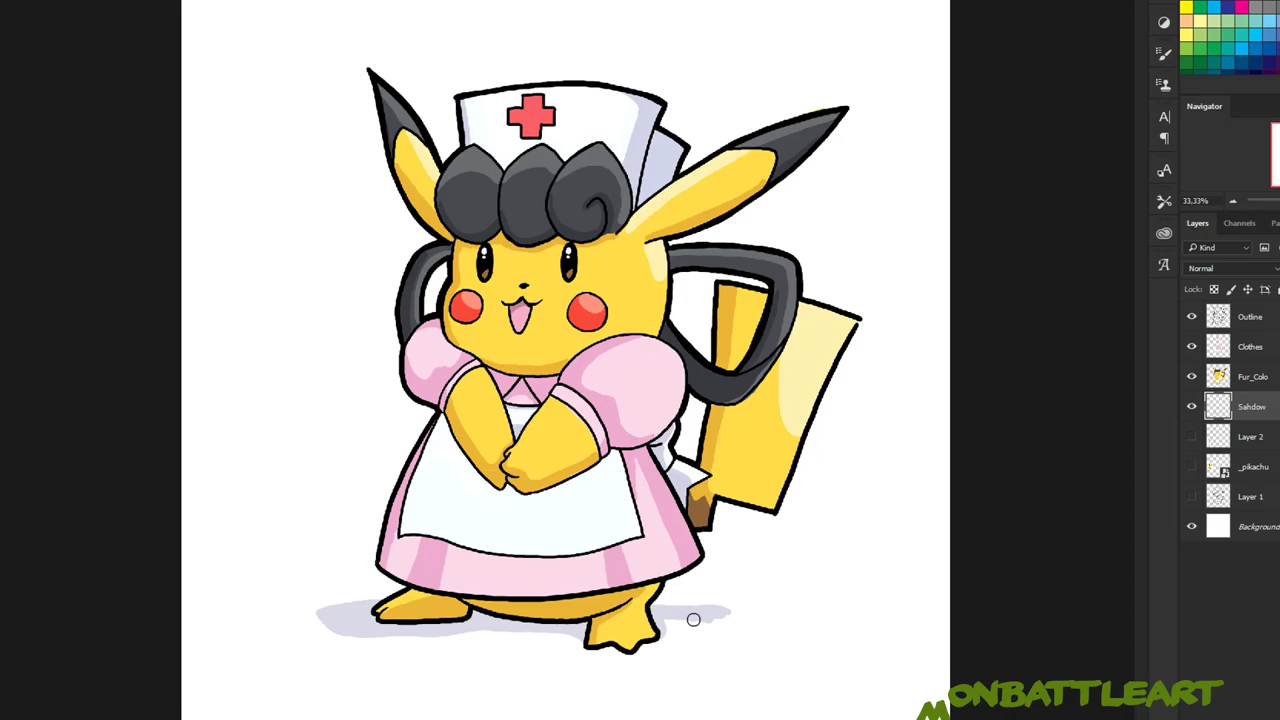 Navigator
33,33%
Layers Channels Pa
Kind
Normal
Lock:
Outline
Clothes
Fur_Colo
Sahdow
Layer 2
_pikachu
Layer 1
Background
MONBATTLEART